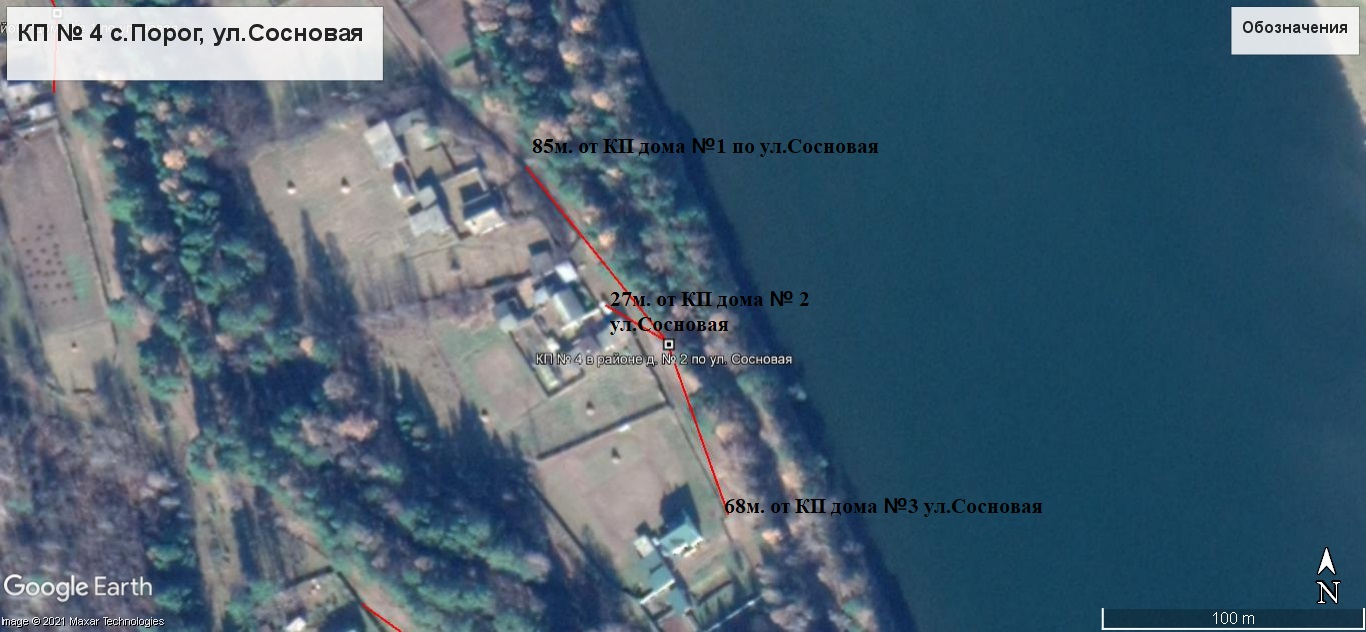 КП № 4 с.Порог, ул.Сосновая
Обозначения
85м. от КП дома №1 по ул.Сосновая
27м. от КП дома № 2
ул.Сосновая
КП № 4 в районе д. № 2 по ул. Сосновая
68м. от КП дома №3 ул.Сосновая
Google Earth
Image © 2021 Maxar Technologies
100 m
N